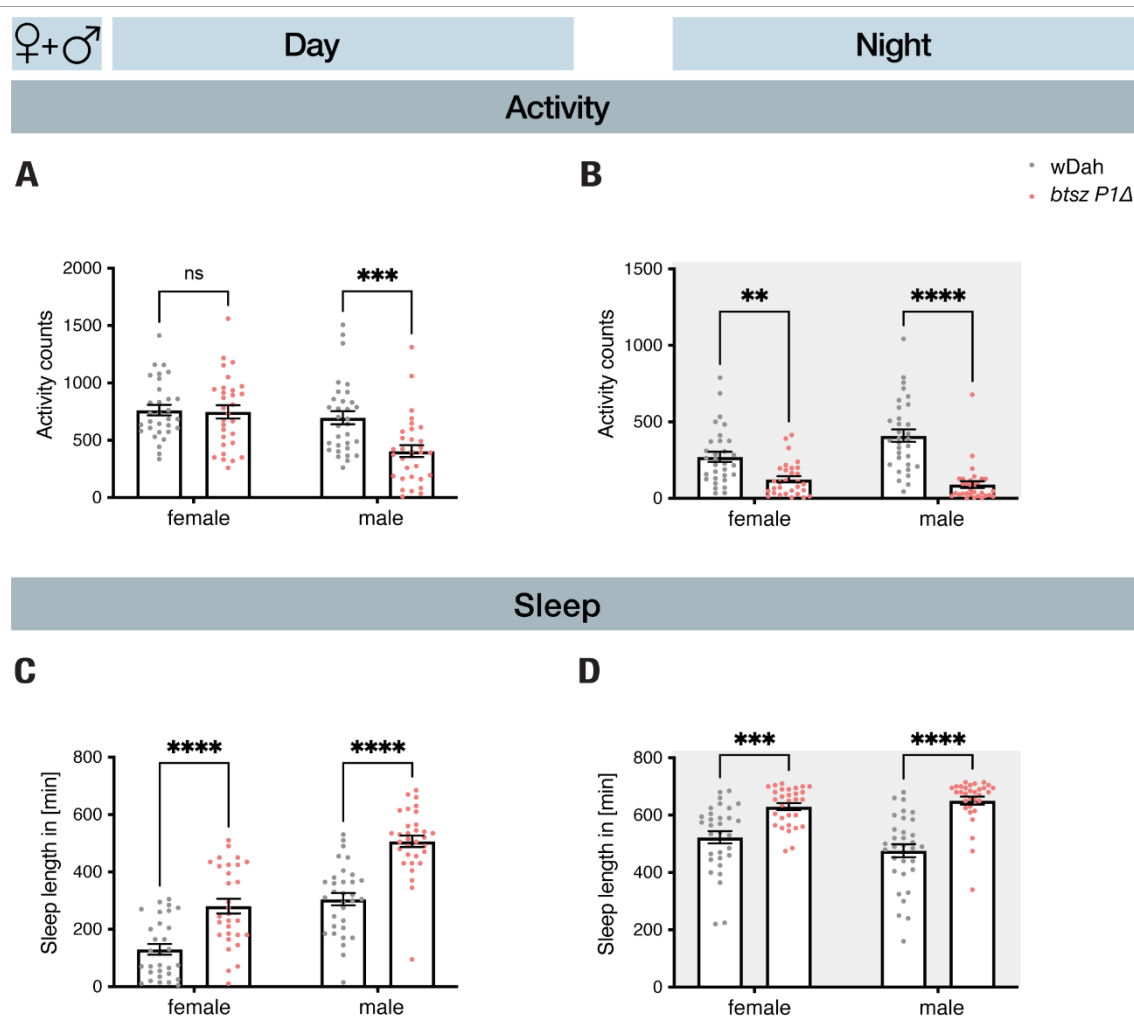 ♀+♂ Day Night
Activity
A B
wDah
btsz P1Δ
Activity counts
2000
1500
1000
500
0
ns
***
female male
Activity counts
1500
1000
500
0
**
****
female male
Sleep
C D
Sleep length in [min]
800
600
400
200
0
****
****
female male
Sleep length in [min]
800
600
400
200
0
***
****
female male